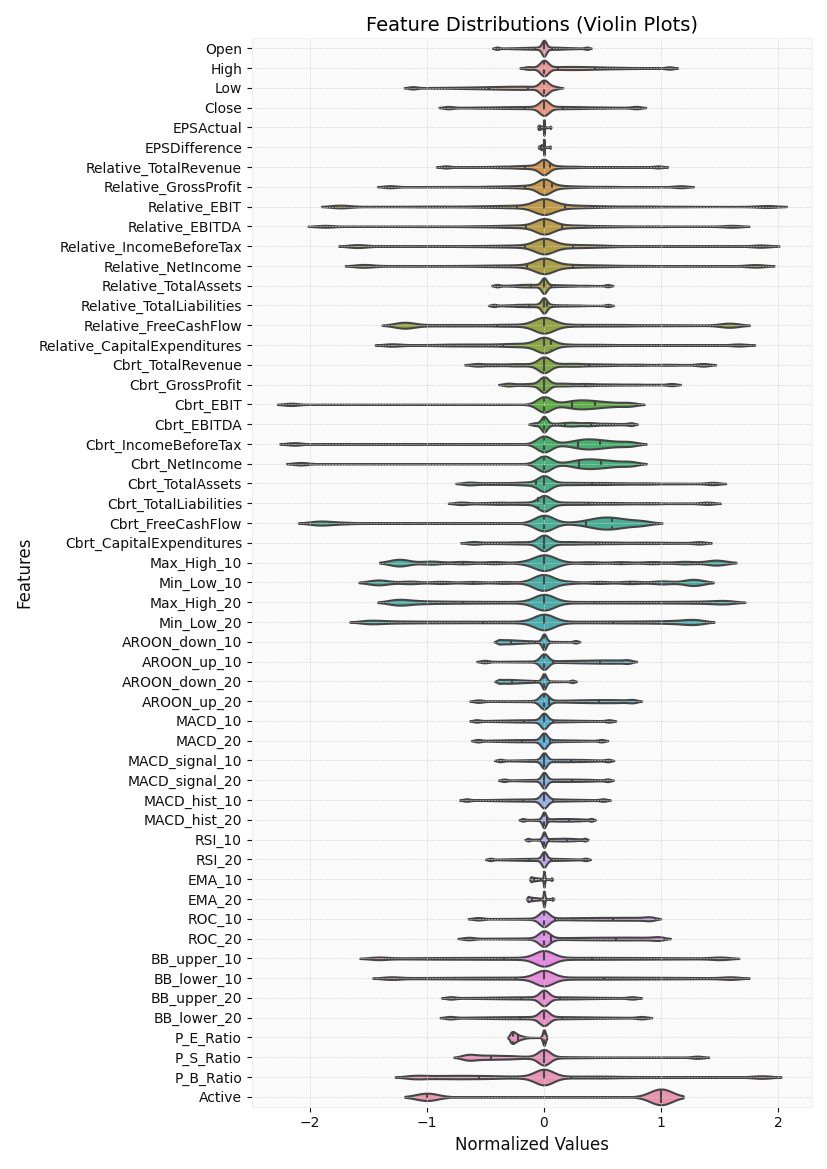 Feature Distributions (Violin Plots)
Open
High
Low
Close
EPSActual
EPSDifference
Relative_TotalRevenue
Relative_GrossProfit
Relative_EBIT
Relative_EBITDA
Relative_IncomeBeforeTax
Relative_NetIncome
Relative_TotalAssets
Relative_TotalLiabilities
Relative_FreeCashFlow
Relative_CapitalExpenditures
Cbrt_TotalRevenue
Cbrt_GrossProfit
Cbrt_EBIT
Cbrt_EBITDA
Cbrt_IncomeBeforeTax
Cbrt_NetIncome
Cbrt_TotalAssets
Cbrt_TotalLiabilities
Cbrt_FreeCashFlow
Cbrt_CapitalExpenditures
Max_High_10
Min_Low_10
Max_High_20
Min_Low_20
AROON_down_10
AROON_up_10
AROON_down_20
AROON_up_20
MACD_10
MACD_20
MACD_signal_10
MACD_signal_20
MACD_hist_10
MACD_hist_20
RSI_10
RSI_20
EMA_10
EMA_20
ROC_10
ROC_20
BB_upper_10
BB_lower_10
BB_upper_20
BB_lower_20
P_E_Ratio
P_S_Ratio
P_B_Ratio
Active
Features
−2 −1 0 1 2
Normalized Values